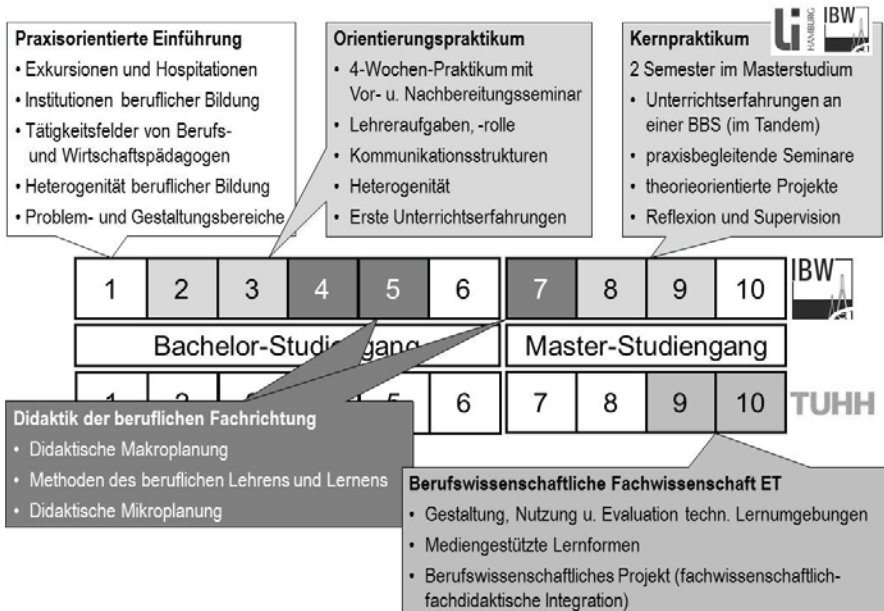 Praxisorientierte Einführung
• Exkursionen und Hospitationen
• Institutionen beruflicher Bildung
• Tätigkeitsfelder von Berufs-
und Wirtschaftspädagogen
• Heterogenität beruflicher Bildung
• Problem- und Gestaltungsbereiche
Orientierungspraktikum
• 4-Wochen-Praktikum mit
Vor- u. Nachbereitungsseminar
• Lehreraufgaben, -rolle
• Kommunikationsstrukturen
• Heterogenität
• Erste Unterrichtserfahrungen
Li HAMBURG
IBW
Kernpraktikum
2 Semester im Masterstudium
• Unterrichtserfahrungen an
einer BBS (im Tandem)
• praxisbegleitende Seminare
• theorieorientierte Projekte
• Reflexion und Supervision
1 2 3 4 5 6 7 8 9 10 IBW
Bachelor-Studiengang Master-Studiengang
6 7 8 9 10 TUHH
Didaktik der beruflichen Fachrichtung
• Didaktische Makroplanung
• Methoden des beruflichen Lehrens und Lernens
• Didaktische Mikroplanung
Berufswissenschaftliche Fachwissenschaft ET
• Gestaltung, Nutzung u. Evaluation techn. Lernumgebungen
• Mediengestützte Lernformen
• Berufswissenschaftliches Projekt (fachwissenschaftlich-
fachdidaktische Integration)